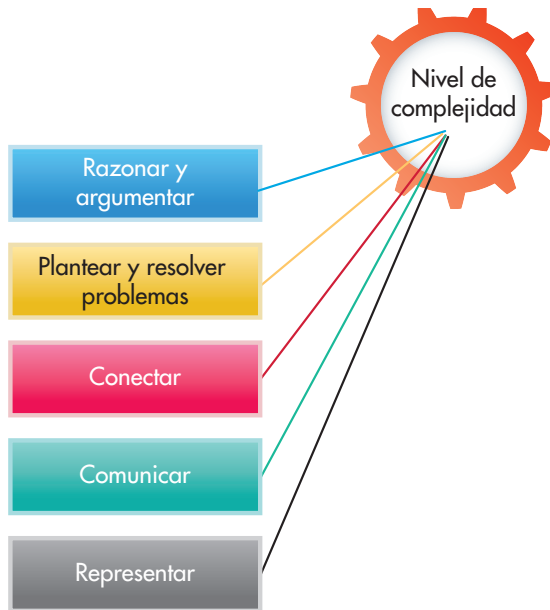 Nivel de
complejidad
Razonar y
argumentar
Plantear y resolver
problemas
Conectar
Comunicar
Representar